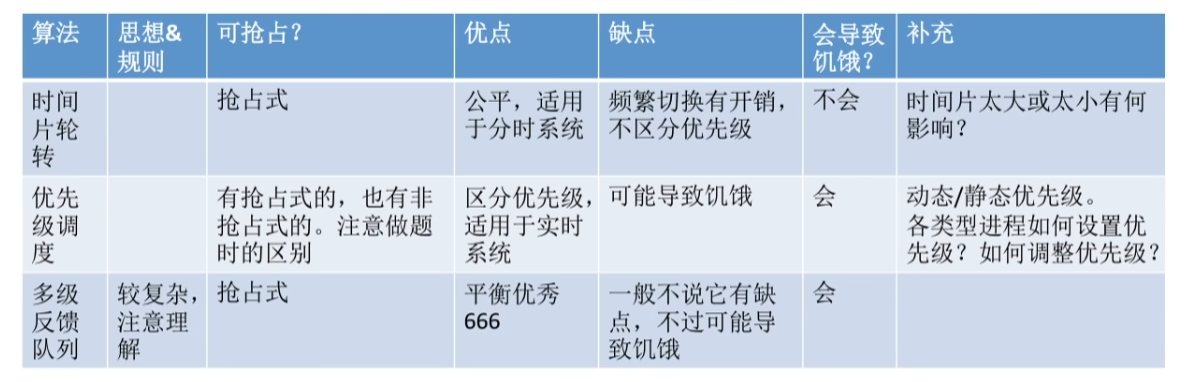 算法 思想& 可抢占? 优点 缺点 会导致 补充
规则 饥饿?
时间 抢占式 公平，适用 频繁切换有开销， 不会 时间片太大或太小有何
片轮 于分时系统 不区分优先级 影响?
转
优先 有抢占式的，也有非 区分优先级， 可能导致饥饿 会 动态/静态优先级。
级调 抢占式的。注意做题 适用于实时 各类型进程如何设置优
度 时的区别 系统 先级？如何调整优先级？
多级 较复杂， 抢占式 平衡优秀 一般不说它有缺 会
反馈 注意理 666 点，不过可能导
队列 解 致饥饿